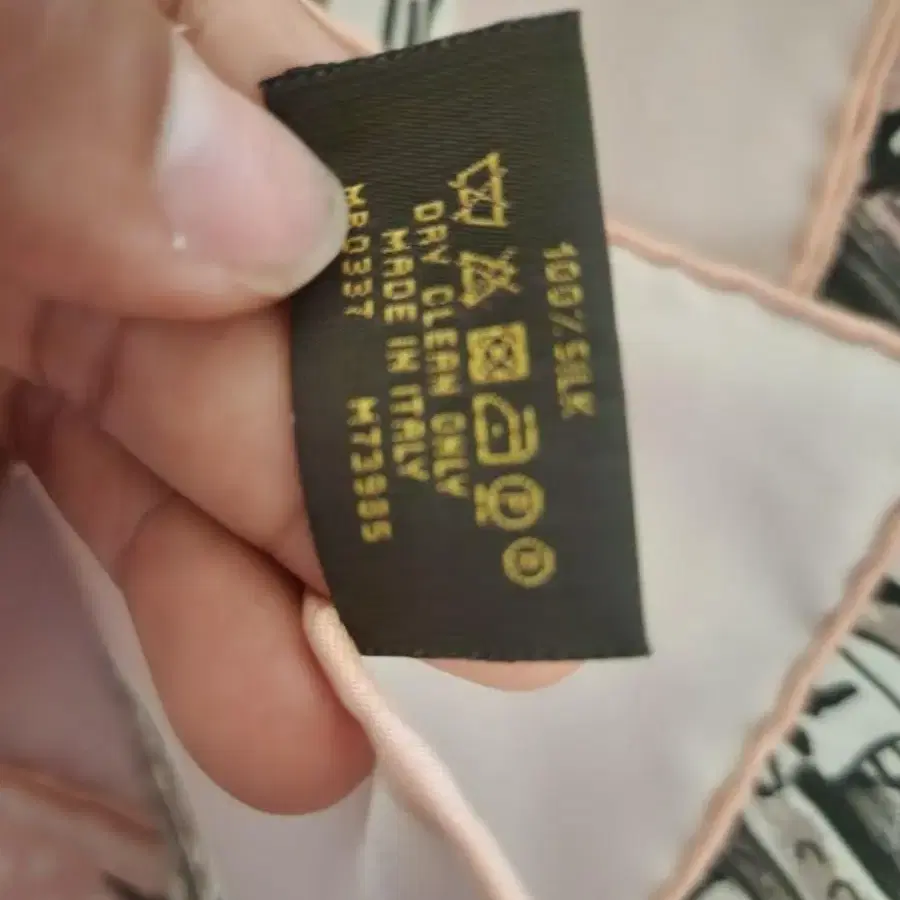 100% SILK
DRY CLEAN ONLY
MADE IN ITALY
MP0337 M73985